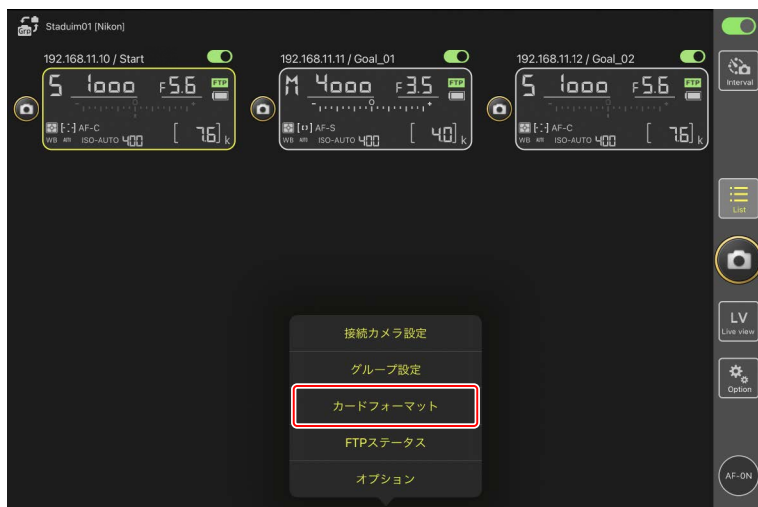 Grp Staduim01 [Nikon]
192.168.11.10 / Start
S 1000 F5.6 FTP
AF-C
WB AUTO ISO-AUTO 400 [ 7.6] k
192.168.11.11 / Goal_01
M 4000 F3.5 FTP
AF-S
WB AUTO ISO-AUTO 400 [ 4.0] k
192.168.11.12 / Goal_02
S 1000 F5.6 FTP
AF-C
WB AUTO ISO-AUTO 400 [ 7.6] k
Interval
List
LV
Live view
Option
AF-ON
接続カメラ設定
グループ設定
カードフォーマット
FTPステータス
オプション